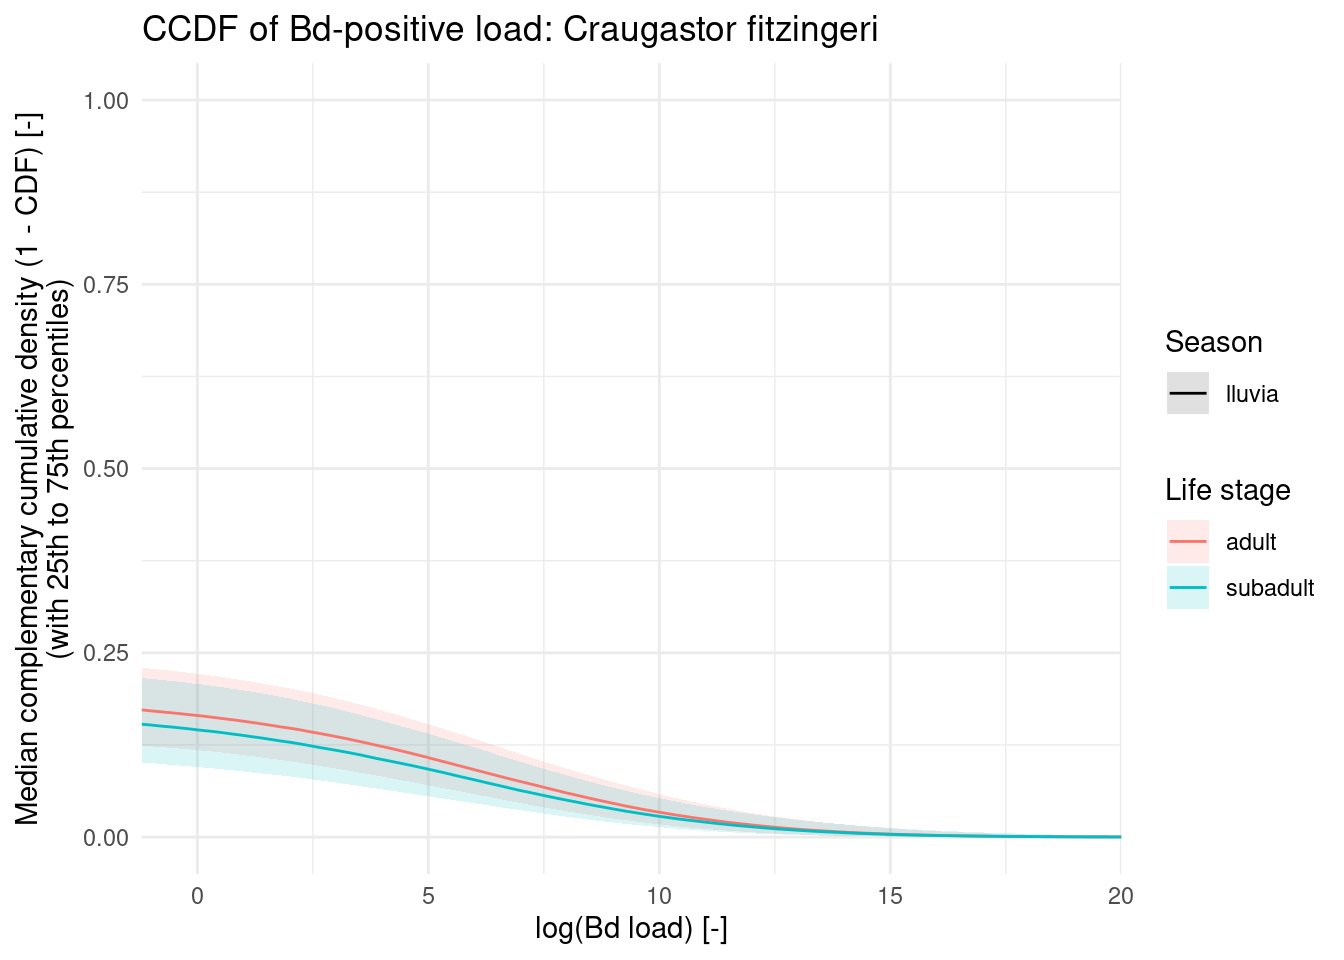 CCDF of Bd-positive load: Craugastor fitzingeri
Median complementary cumulative density (1 - CDF) [-]
(with 25th to 75th percentiles)
1.00
0.75
0.50
0.25
0.00
0
5
10
15
20
log(Bd load) [-]
Season
lluvia
Life stage
adult
subadult